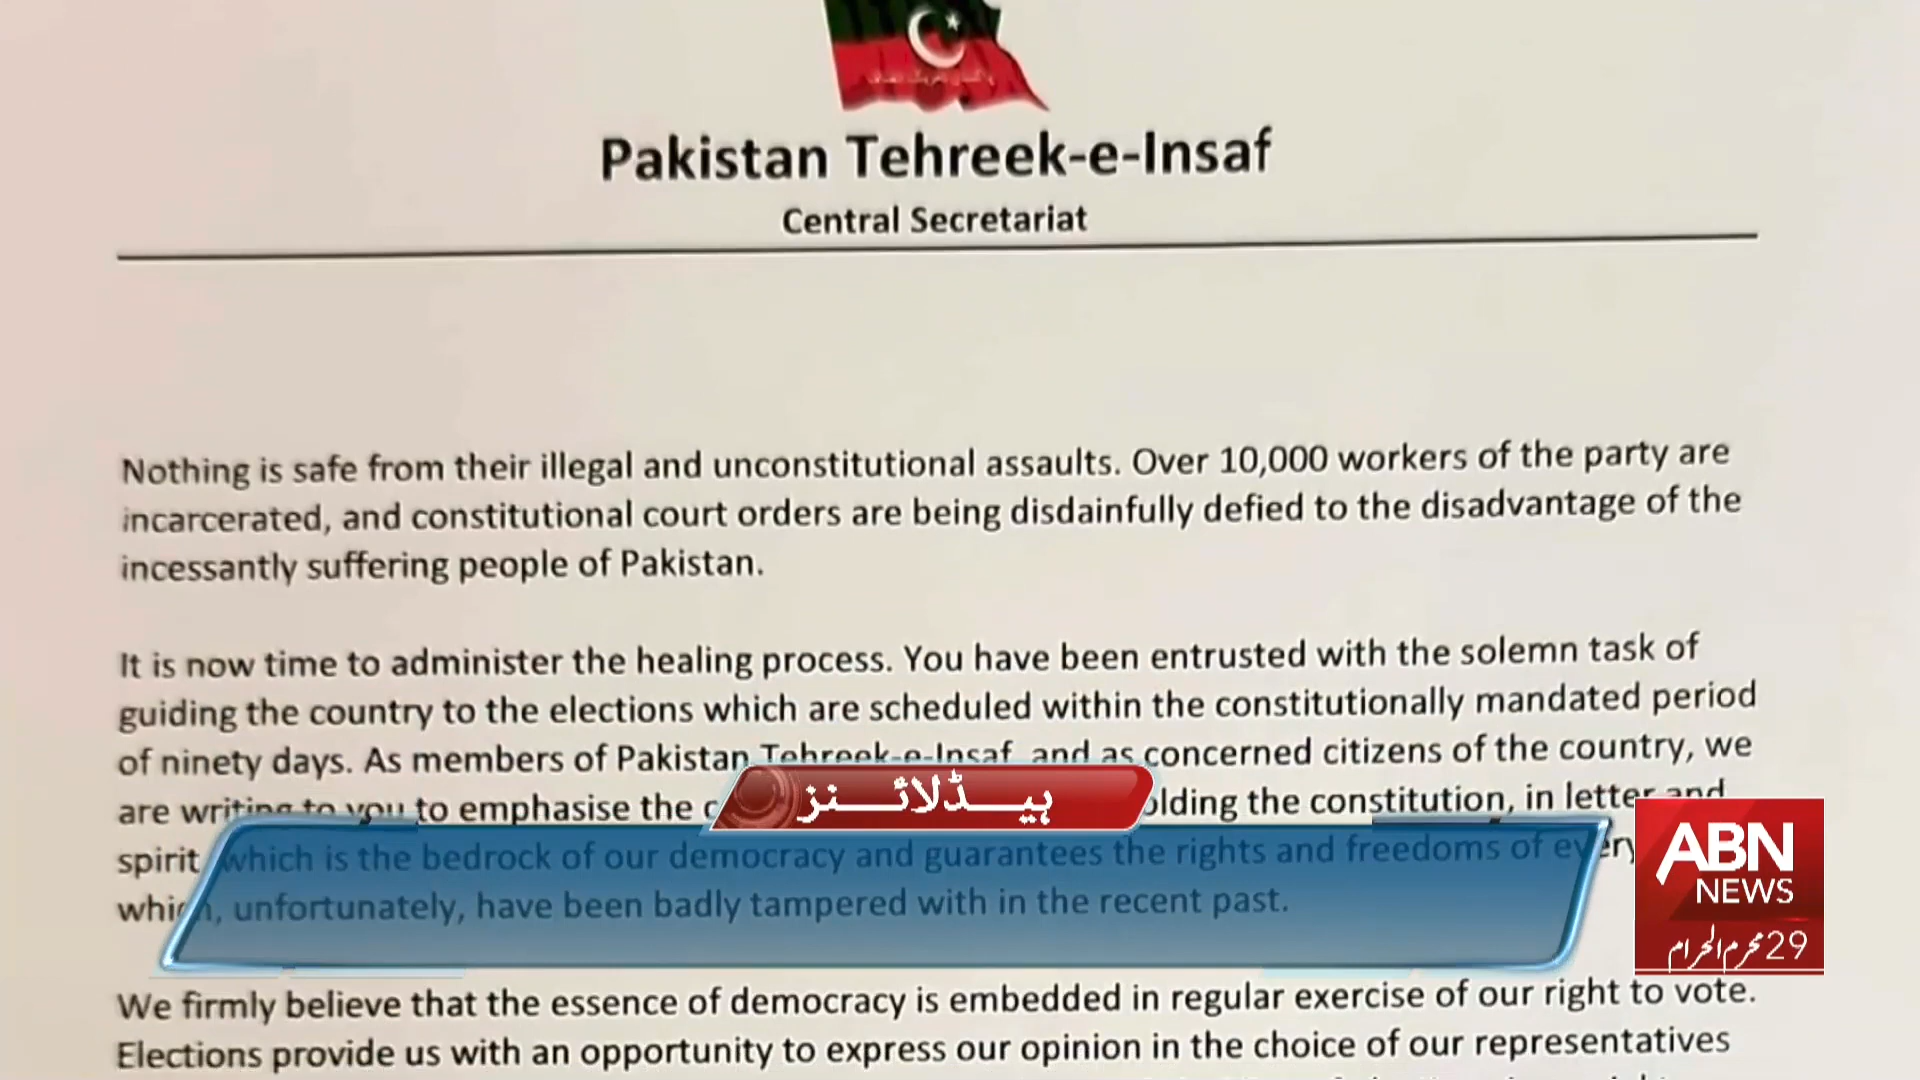 Pakistan Tehreek-e-Insaf
Central Secretariat
Nothing is safe from their illegal and unconstitutional assaults. Over 10,000 workers of the party are
incarcerated, and constitutional court orders are being disdainfully defied to the disadvantage of the
incessantly suffering people of Pakistan.
It is now time to administer the healing process. You have been entrusted with the solemn task of
guiding the country to the elections which are scheduled within the constitutionally mandated period
of ninety days. As members of Pakistan Tehreek-e-Insaf, and as concerned citizens of the country, we
are writing to you to emphasise the olding the constitution, in letter and
spirit which is the bedrock of our democracy and guarantees the rights and freedoms of every
which, unfortunately, have been badly tampered with in the recent past.
We firmly believe that the essence of democracy is embedded in regular exercise of our right to vote.
Elections provide us with an opportunity to express our opinion in the choice of our representatives
ہیڈلائنز
ABN
NEWS
29 محرم الحرام